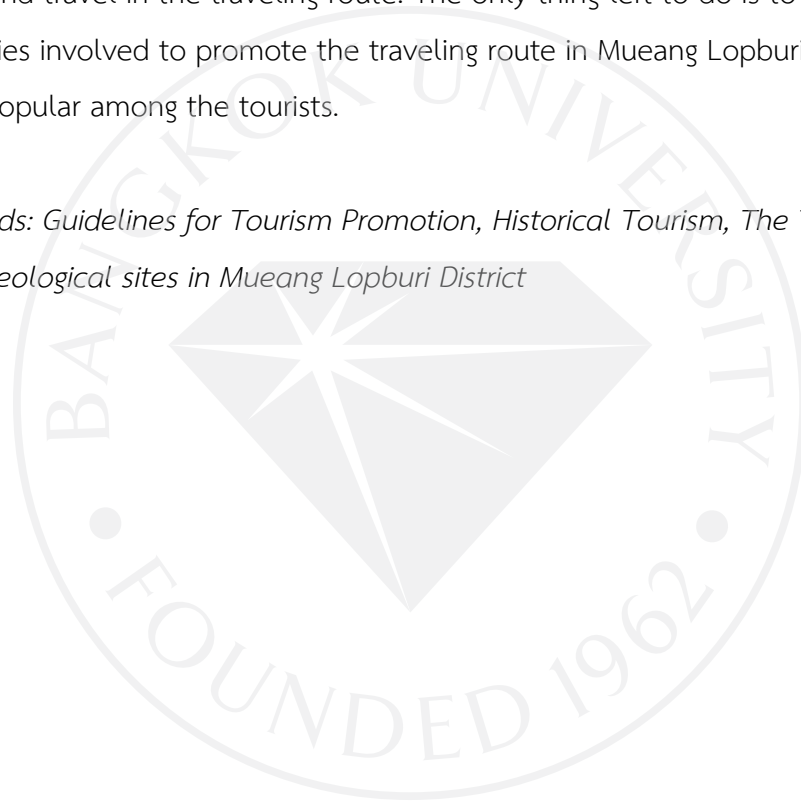 nd travel in the traveling route. The only thing left to do is to
ies involved to promote the traveling route in Mueang Lopburi
opular among the tourists.
ds: Guidelines for Tourism Promotion, Historical Tourism, The
eological sites in Mueang Lopburi District
BANGKOK UNIVERSITY
FOUNDED 1962